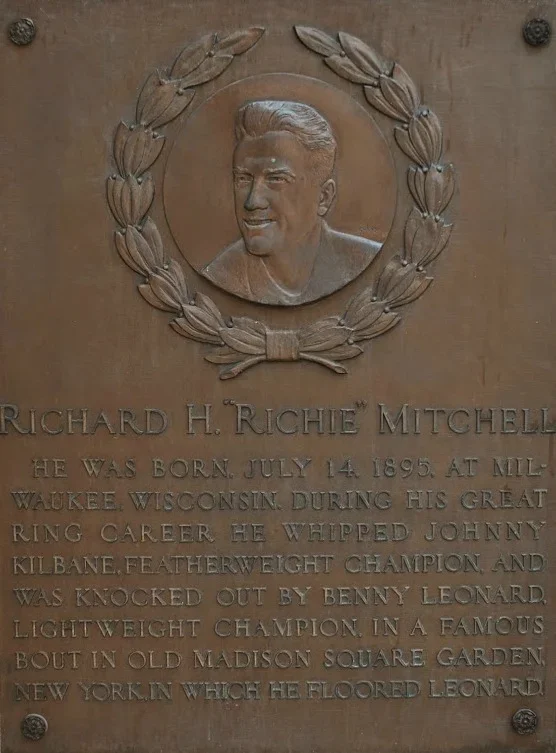 RICHARD H. "RICHIE" MITCHELL
HE WAS BORN, JULY 14, 1895, AT MIL-
WAUKEE, WISCONSIN. DURING HIS GREAT
RING CAREER HE WHIPPED JOHNNY
KILBANE, FEATHERWEIGHT CHAMPION, AND
WAS KNOCKED OUT BY BENNY LEONARD,
LIGHTWEIGHT CHAMPION, IN A FAMOUS
BOUT IN OLD MADISON SQUARE GARDEN,
NEW YORK, IN WHICH HE FLOORED LEONARD.